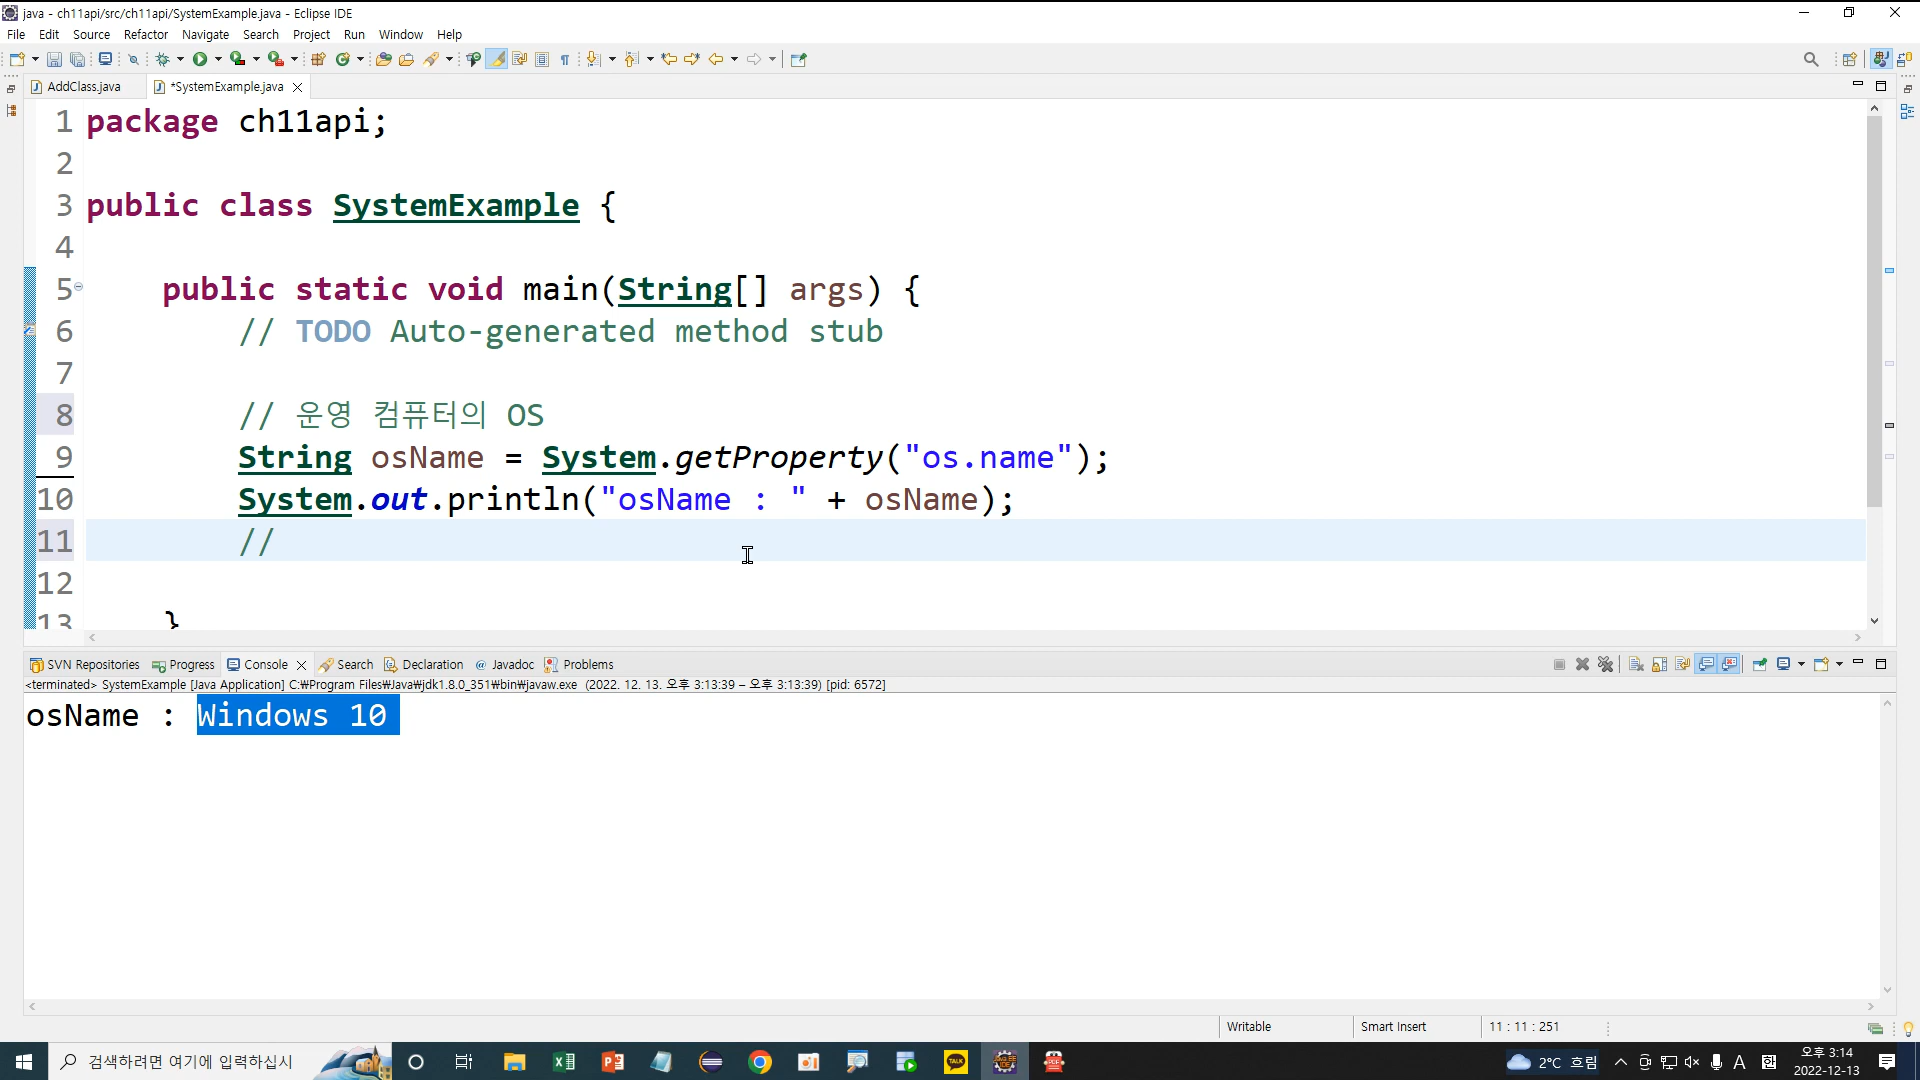 java - ch11api/src/ch11api/SystemExample.java - Eclipse IDE
File Edit Source Refactor Navigate Search Project Run Window Help
AddClass.java *SystemExample.java
1 package ch11api;
2
3 public class SystemExample {
4
5 public static void main(String[] args) {
6 // TODO Auto-generated method stub
7
8 // 운영 컴퓨터의 OS
9 String osName = System.getProperty("os.name");
10 System.out.println("osName : " + osName);
11 //
12
13 }
SVN Repositories Progress Console Search Declaration @ Javadoc Problems
<terminated> SystemExample [Java Application] C:₩Program Files₩Java₩jdk1.8.0_351₩bin₩javaw.exe (2022. 12. 13. 오후 3:13:39 – 오후 3:13:39) [pid: 6572]
osName : Windows 10
Writable Smart Insert 11 : 11 : 251
검색하려면 여기에 입력하십시 TALK 2°C 흐림 A 한 오후 3:14
2022-12-13